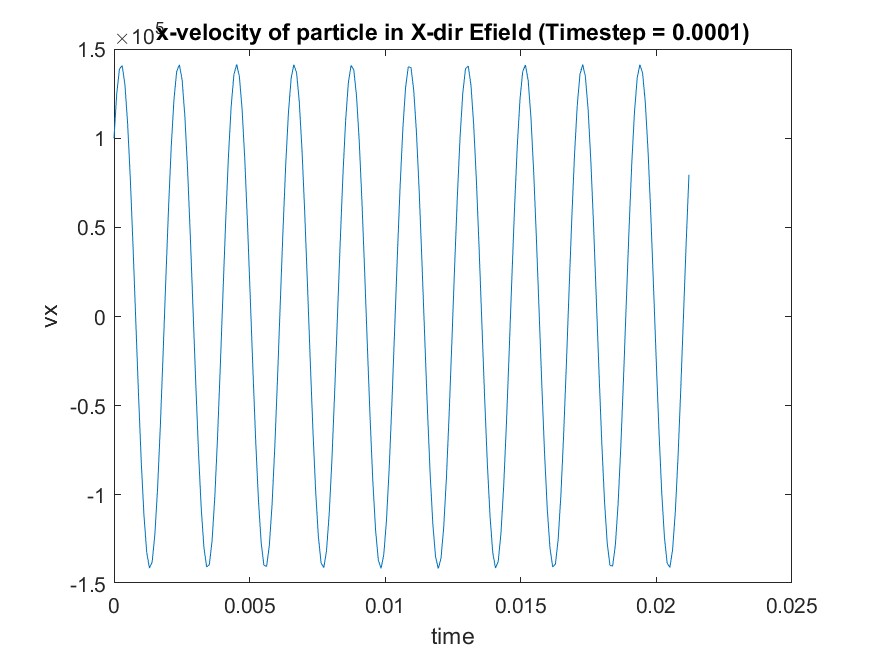 ×10⁵
x-velocity of particle in X-dir Efield (Timestep = 0.0001)
1.5
1
0.5
0
-0.5
-1
-1.5
vx
0 0.005 0.01 0.015 0.02 0.025
time